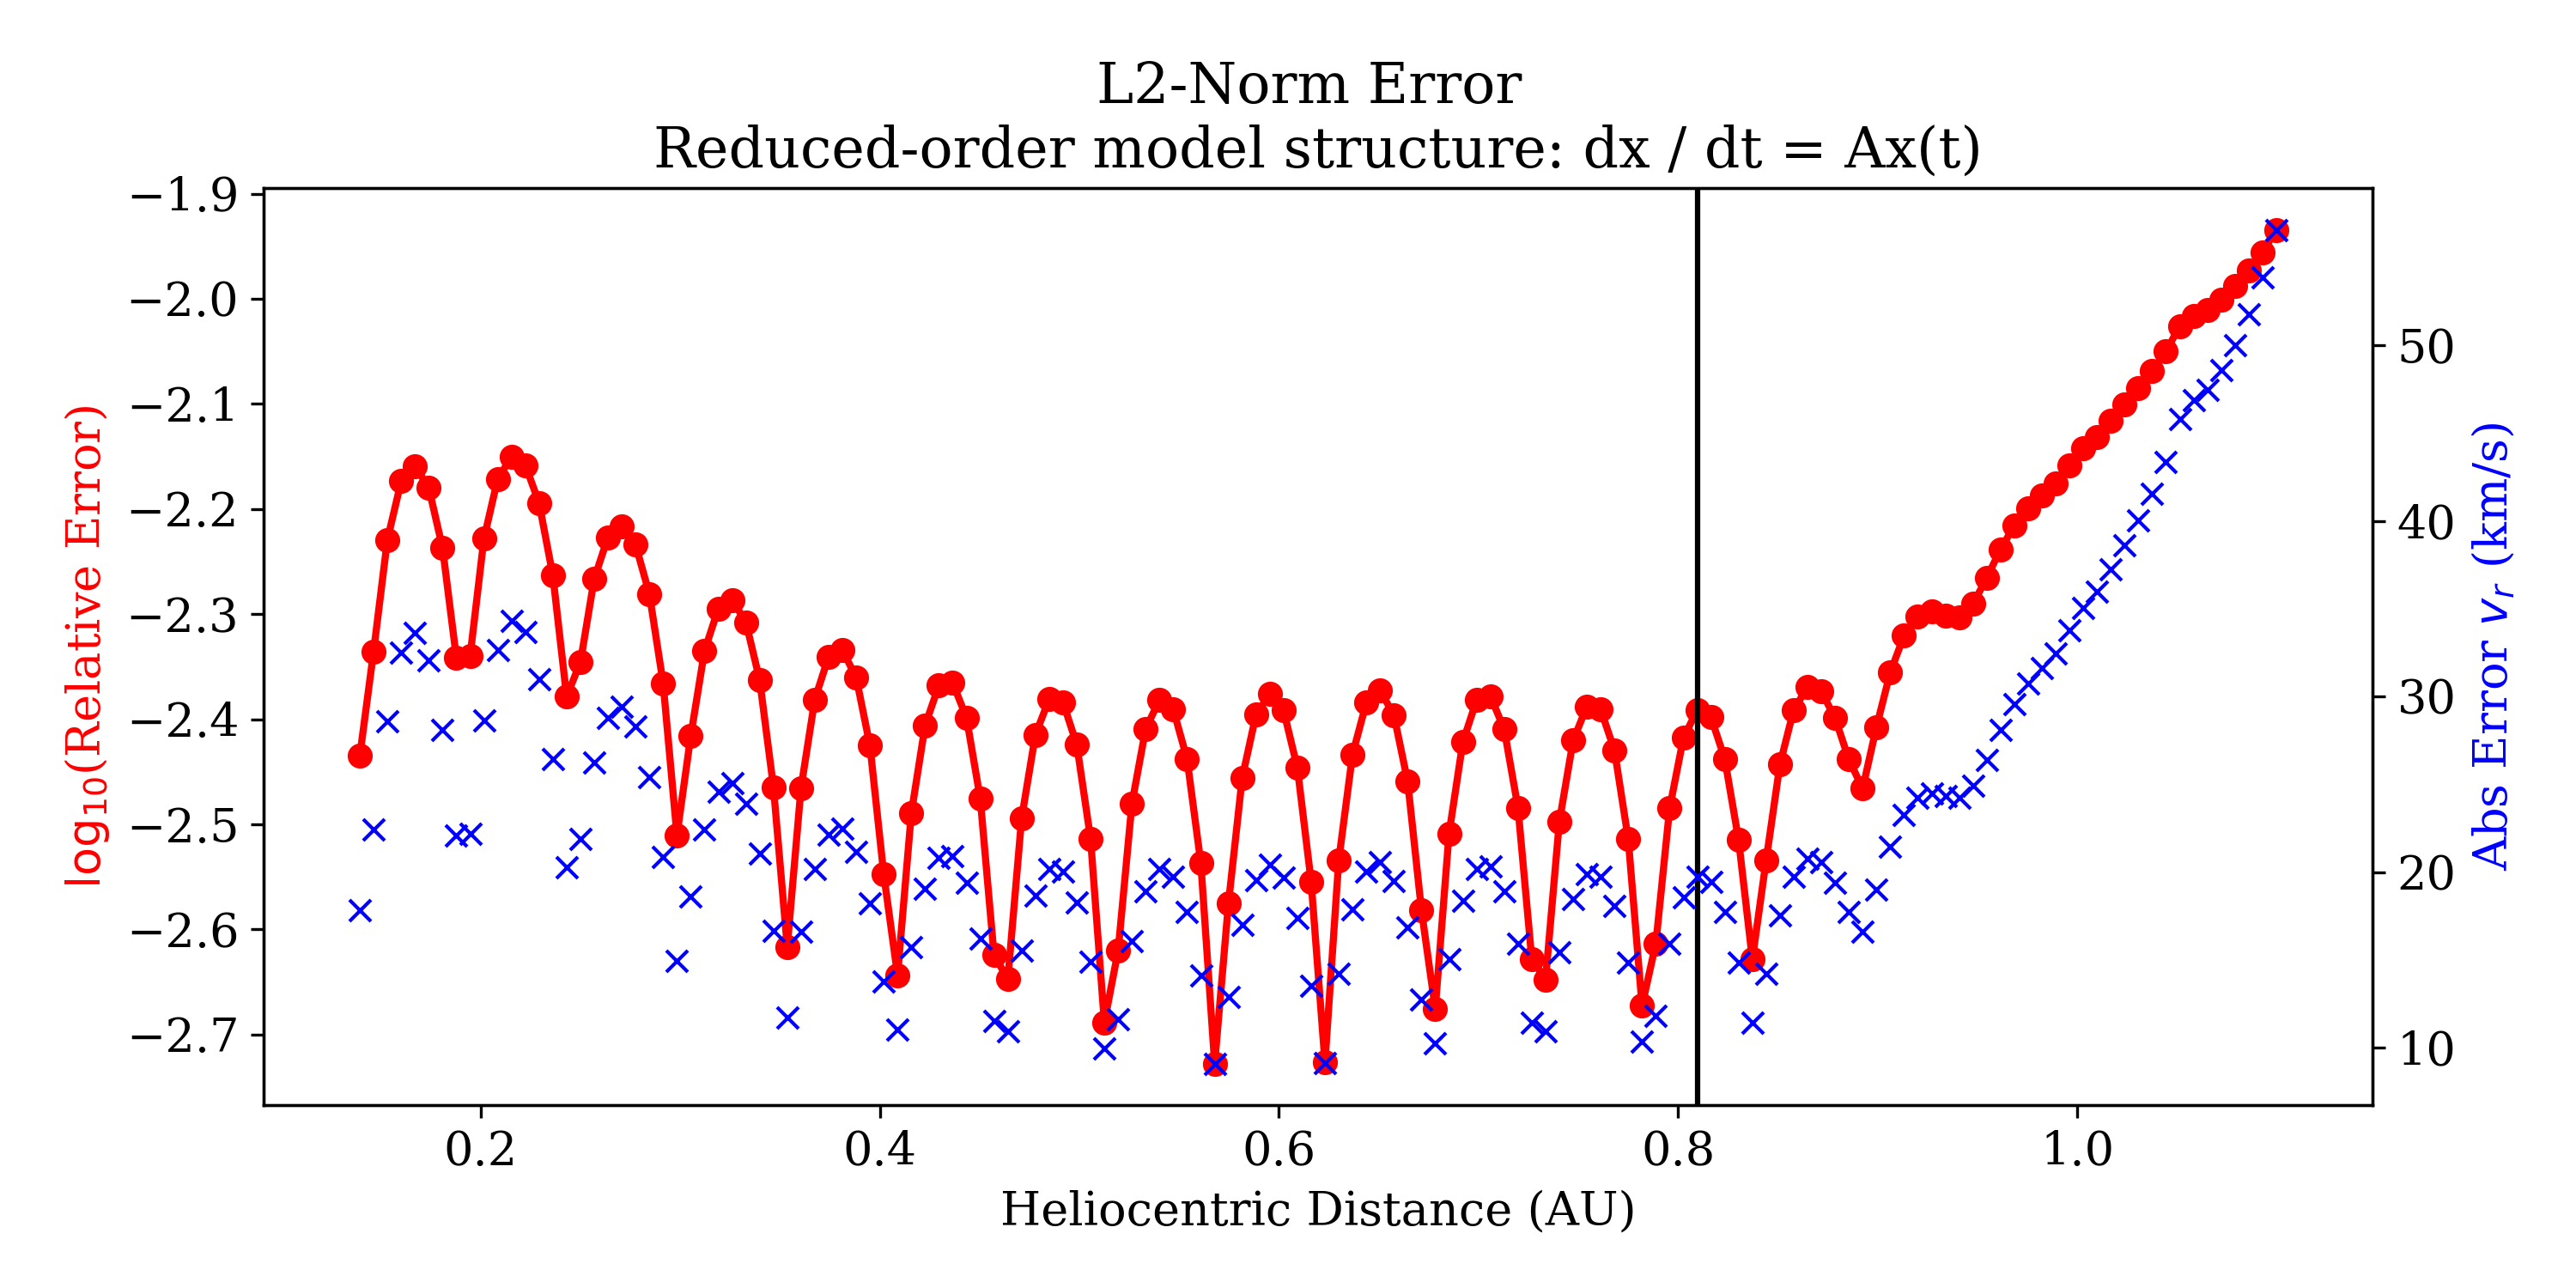 L2-Norm Error
Reduced-order model structure: dx / dt = Ax(t)
−1.9
−2.0
−2.1
−2.2
−2.3
−2.4
−2.5
−2.6
−2.7
log₁₀(Relative Error)
50
40
30
20
10
Abs Error vᵣ (km/s)
0.2 0.4 0.6 0.8 1.0
Heliocentric Distance (AU)